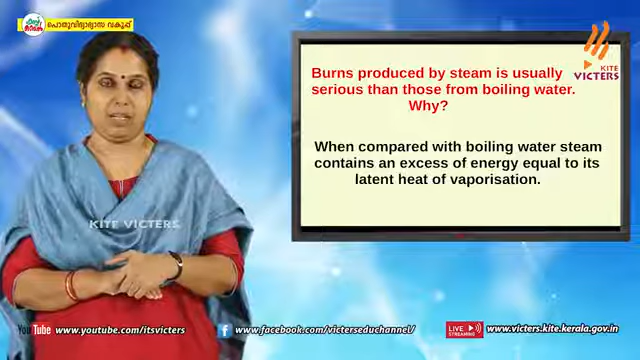 പൊതുവിദ്യാഭ്യാസ വകുപ്പ്
KITE
VICTERS
Burns produced by steam is usually
serious than those from boiling water.
Why?
When compared with boiling water steam
contains an excess of energy equal to its
latent heat of vaporisation.
KITE VICTERS
YouTube www.youtube.com/itsvicters
www.facebook.com/victerseduchannel/
LIVE STREAMING www.victers.kite.kerala.gov.in